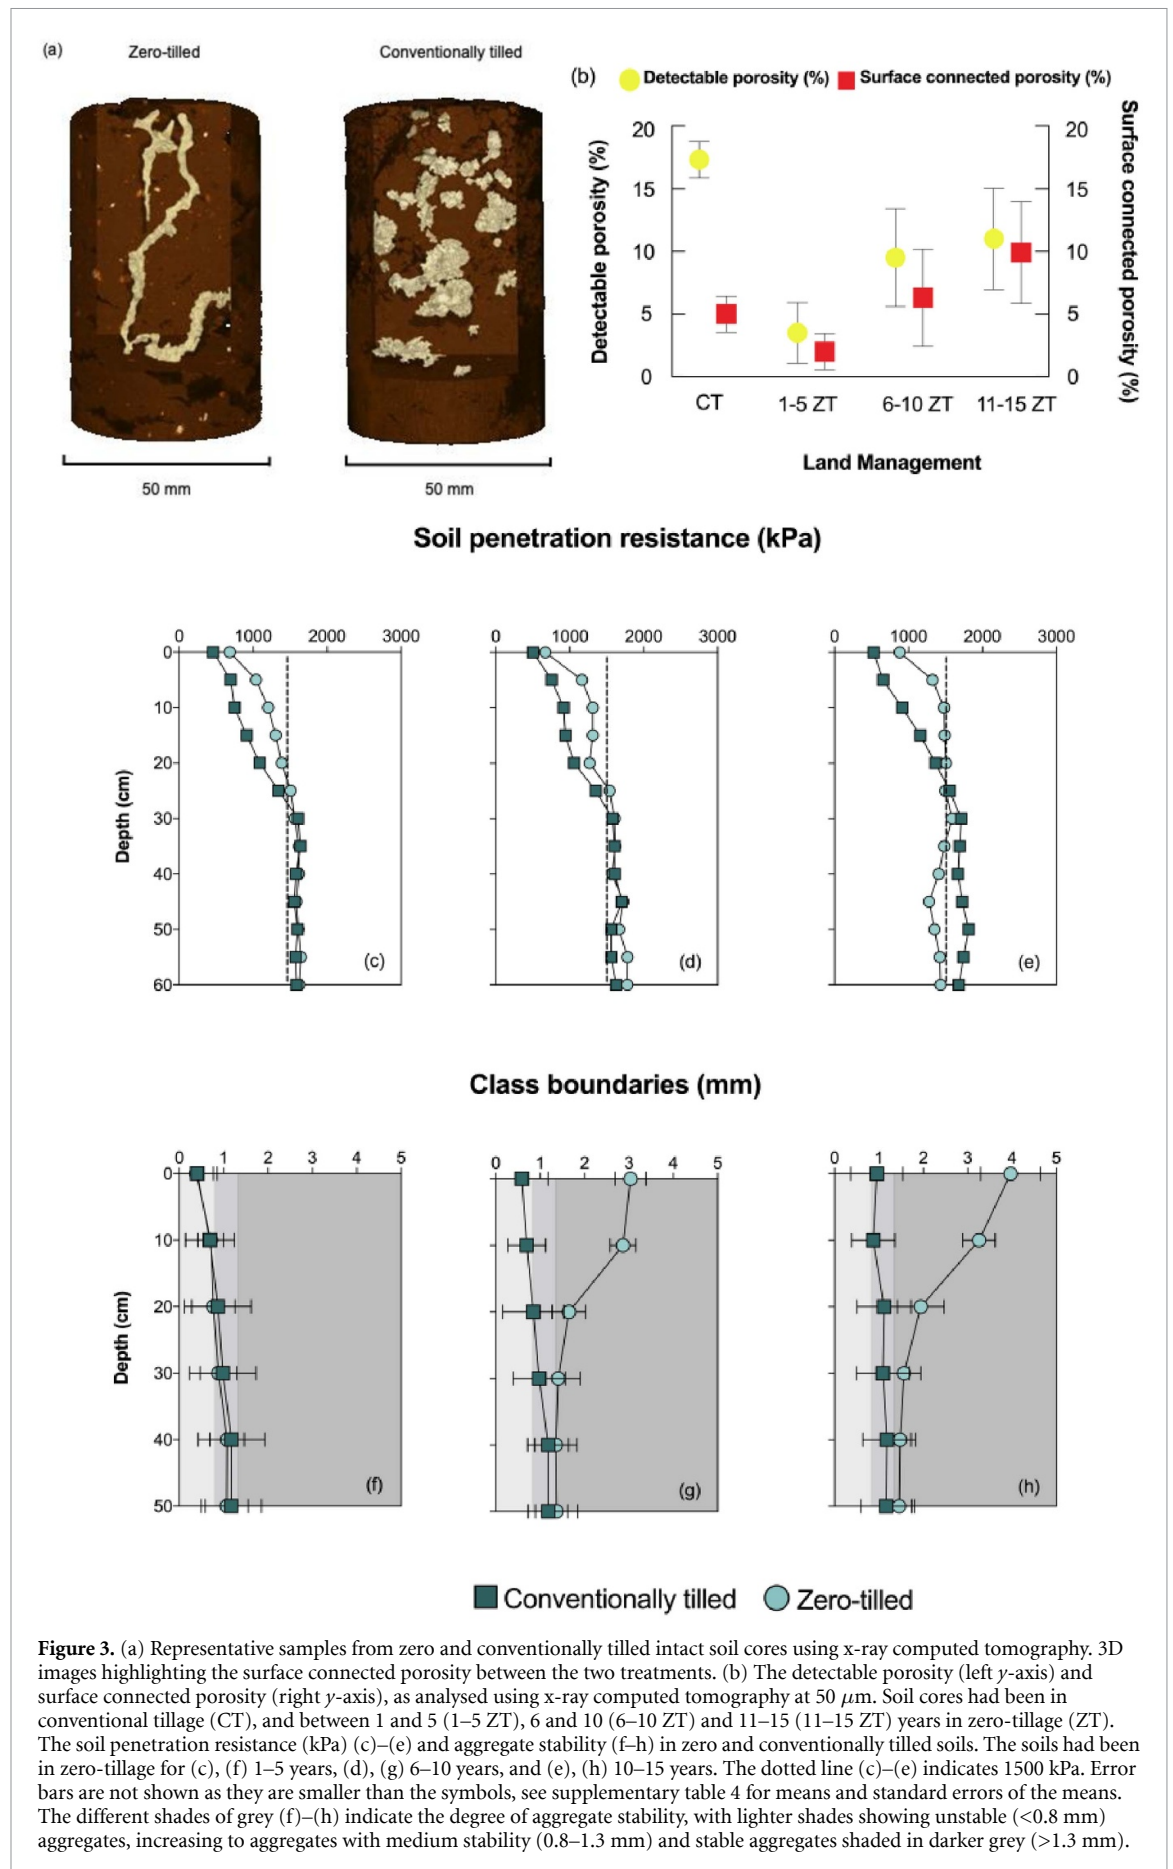 (a)
Zero-tilled
Conventionally tilled
50 mm
50 mm
(b)
Detectable porosity (%)
Surface connected porosity (%)
Detectable porosity (%)
20
15
10
5
0
20
15
10
5
0
Surface connected porosity (%)
CT
1-5 ZT
6-10 ZT
11-15 ZT
Land Management
Soil penetration resistance (kPa)
0 1000 2000 3000
0 1000 2000 3000
0 1000 2000 3000
Depth (cm)
0
10
20
30
40
50
60
(c)
(d)
(e)
Class boundaries (mm)
0 1 2 3 4 5
0 1 2 3 4 5
0 1 2 3 4 5
Depth (cm)
0
10
20
30
40
50
(f)
(g)
(h)
Conventionally tilled
Zero-tilled
Figure 3. (a) Representative samples from zero and conventionally tilled intact soil cores using x-ray computed tomography. 3D
images highlighting the surface connected porosity between the two treatments. (b) The detectable porosity (left y-axis) and
surface connected porosity (right y-axis), as analysed using x-ray computed tomography at 50 μm. Soil cores had been in
conventional tillage (CT), and between 1 and 5 (1–5 ZT), 6 and 10 (6–10 ZT) and 11–15 (11–15 ZT) years in zero-tillage (ZT).
The soil penetration resistance (kPa) (c)–(e) and aggregate stability (f–h) in zero and conventionally tilled soils. The soils had been
in zero-tillage for (c), (f) 1–5 years, (d), (g) 6–10 years, and (e), (h) 10–15 years. The dotted line (c)–(e) indicates 1500 kPa. Error
bars are not shown as they are smaller than the symbols, see supplementary table 4 for means and standard errors of the means.
The different shades of grey (f)–(h) indicate the degree of aggregate stability, with lighter shades showing unstable (<0.8 mm)
aggregates, increasing to aggregates with medium stability (0.8–1.3 mm) and stable aggregates shaded in darker grey (>1.3 mm).